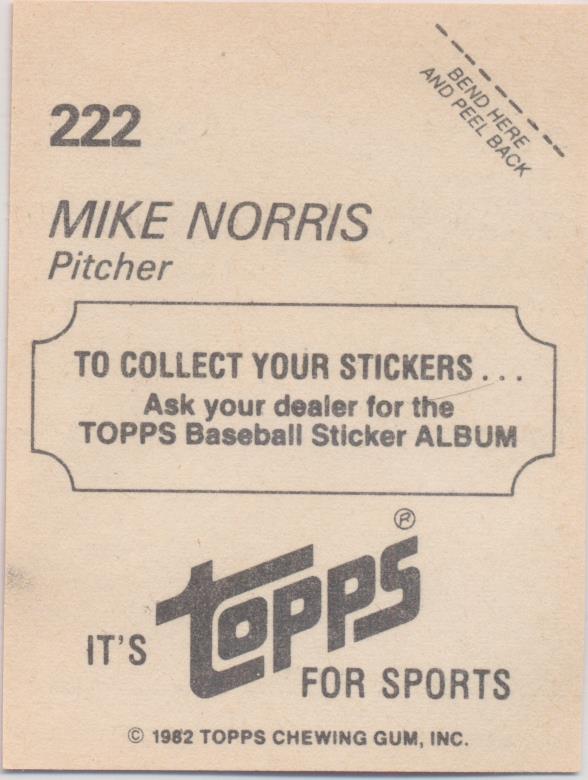 222
BEND HERE
AND PEEL BACK
MIKE NORRIS
Pitcher
TO COLLECT YOUR STICKERS...
Ask your dealer for the
TOPPS Baseball Sticker ALBUM
IT'S TOPPS®
FOR SPORTS
© 1982 TOPPS CHEWING GUM, INC.